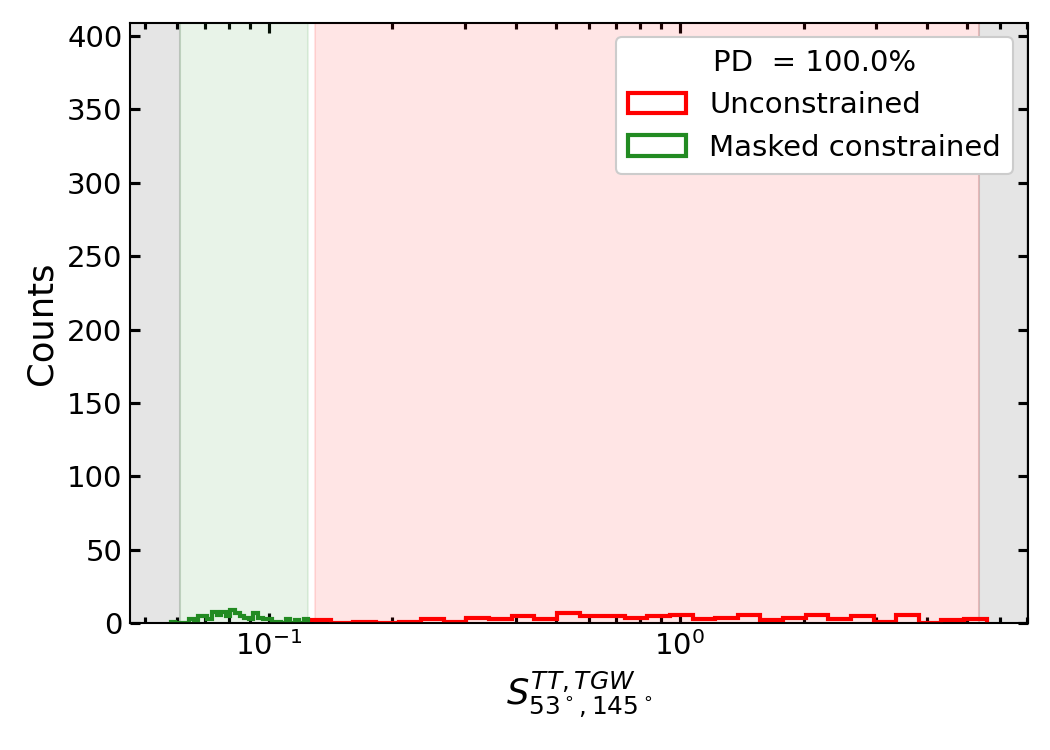 400
350
300
250
200
150
100
50
0
Counts
PD = 100.0%
Unconstrained
Masked constrained
10⁻¹
10⁰
S^{TT, TGW}_{53°, 145°}